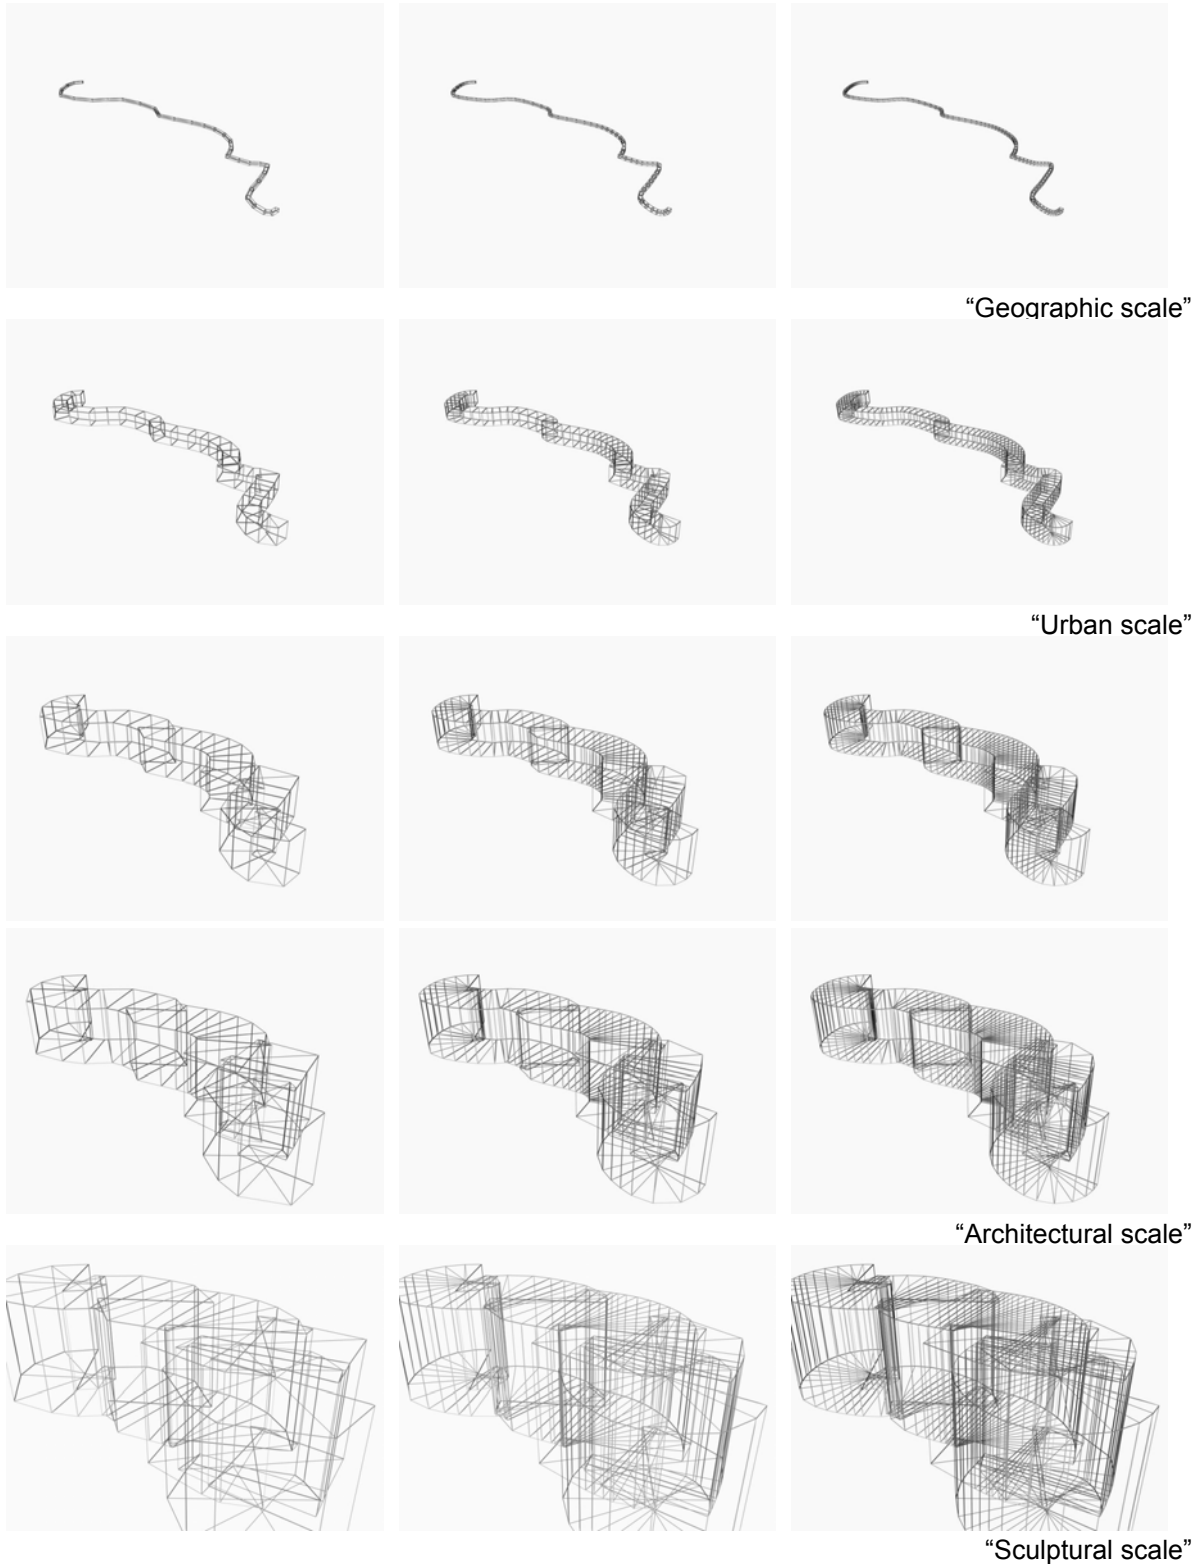 “Geographic scale”
“Urban scale”
“Architectural scale”
“Sculptural scale”